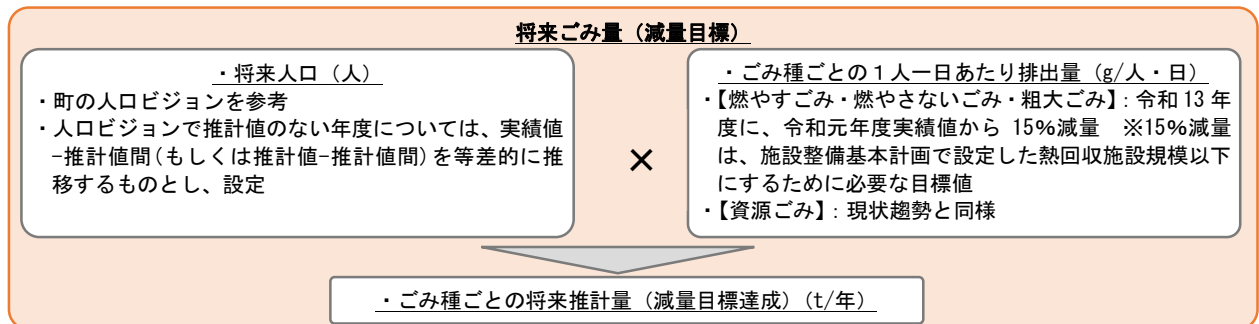 将来ごみ量（減量目標）
・将来人口（人）
・町の人口ビジョンを参考
・人口ビジョンで推計値のない年度については、実績値
-推計値間(もしくは推計値-推計値間)を等差的に推
移するものとし、設定
×
・ごみ種ごとの１人一日あたり排出量（g/人・日）
・【燃やすごみ・燃やさないごみ・粗大ごみ】：令和 13 年
度に、令和元年度実績値から 15%減量　※15%減量
は、施設整備基本計画で設定した熱回収施設規模以下
にするために必要な目標値
・【資源ごみ】：現状趨勢と同様
・ごみ種ごとの将来推計量（減量目標達成）(t/年)